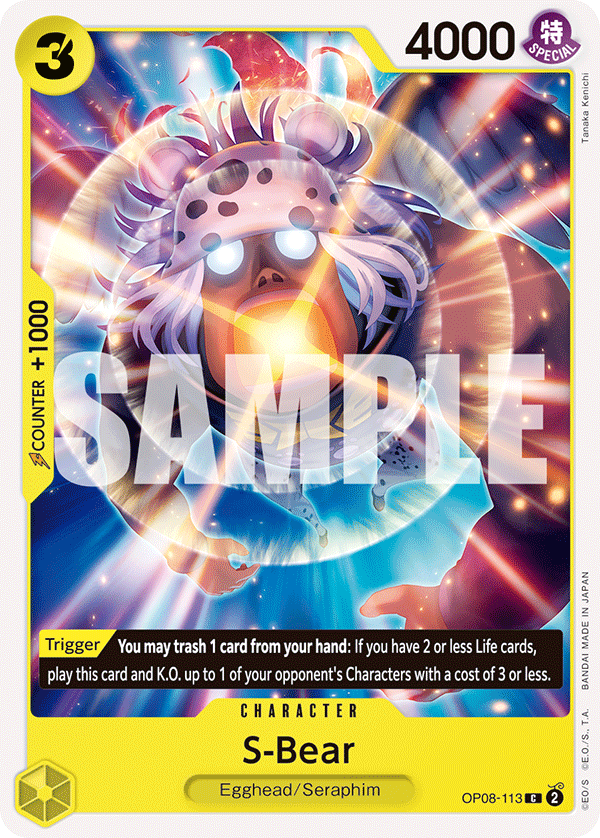 3
4000
特
SPECIAL
Tanaka Kenichi
COUNTER +1000
SAMPLE
Trigger You may trash 1 card from your hand: If you have 2 or less Life cards,
play this card and K.O. up to 1 of your opponent's Characters with a cost of 3 or less.
BANDAI MADE IN JAPAN
©E.O./S., T.A.
©EO/S
CHARACTER
S-Bear
Egghead/Seraphim
OP08-113 C 2